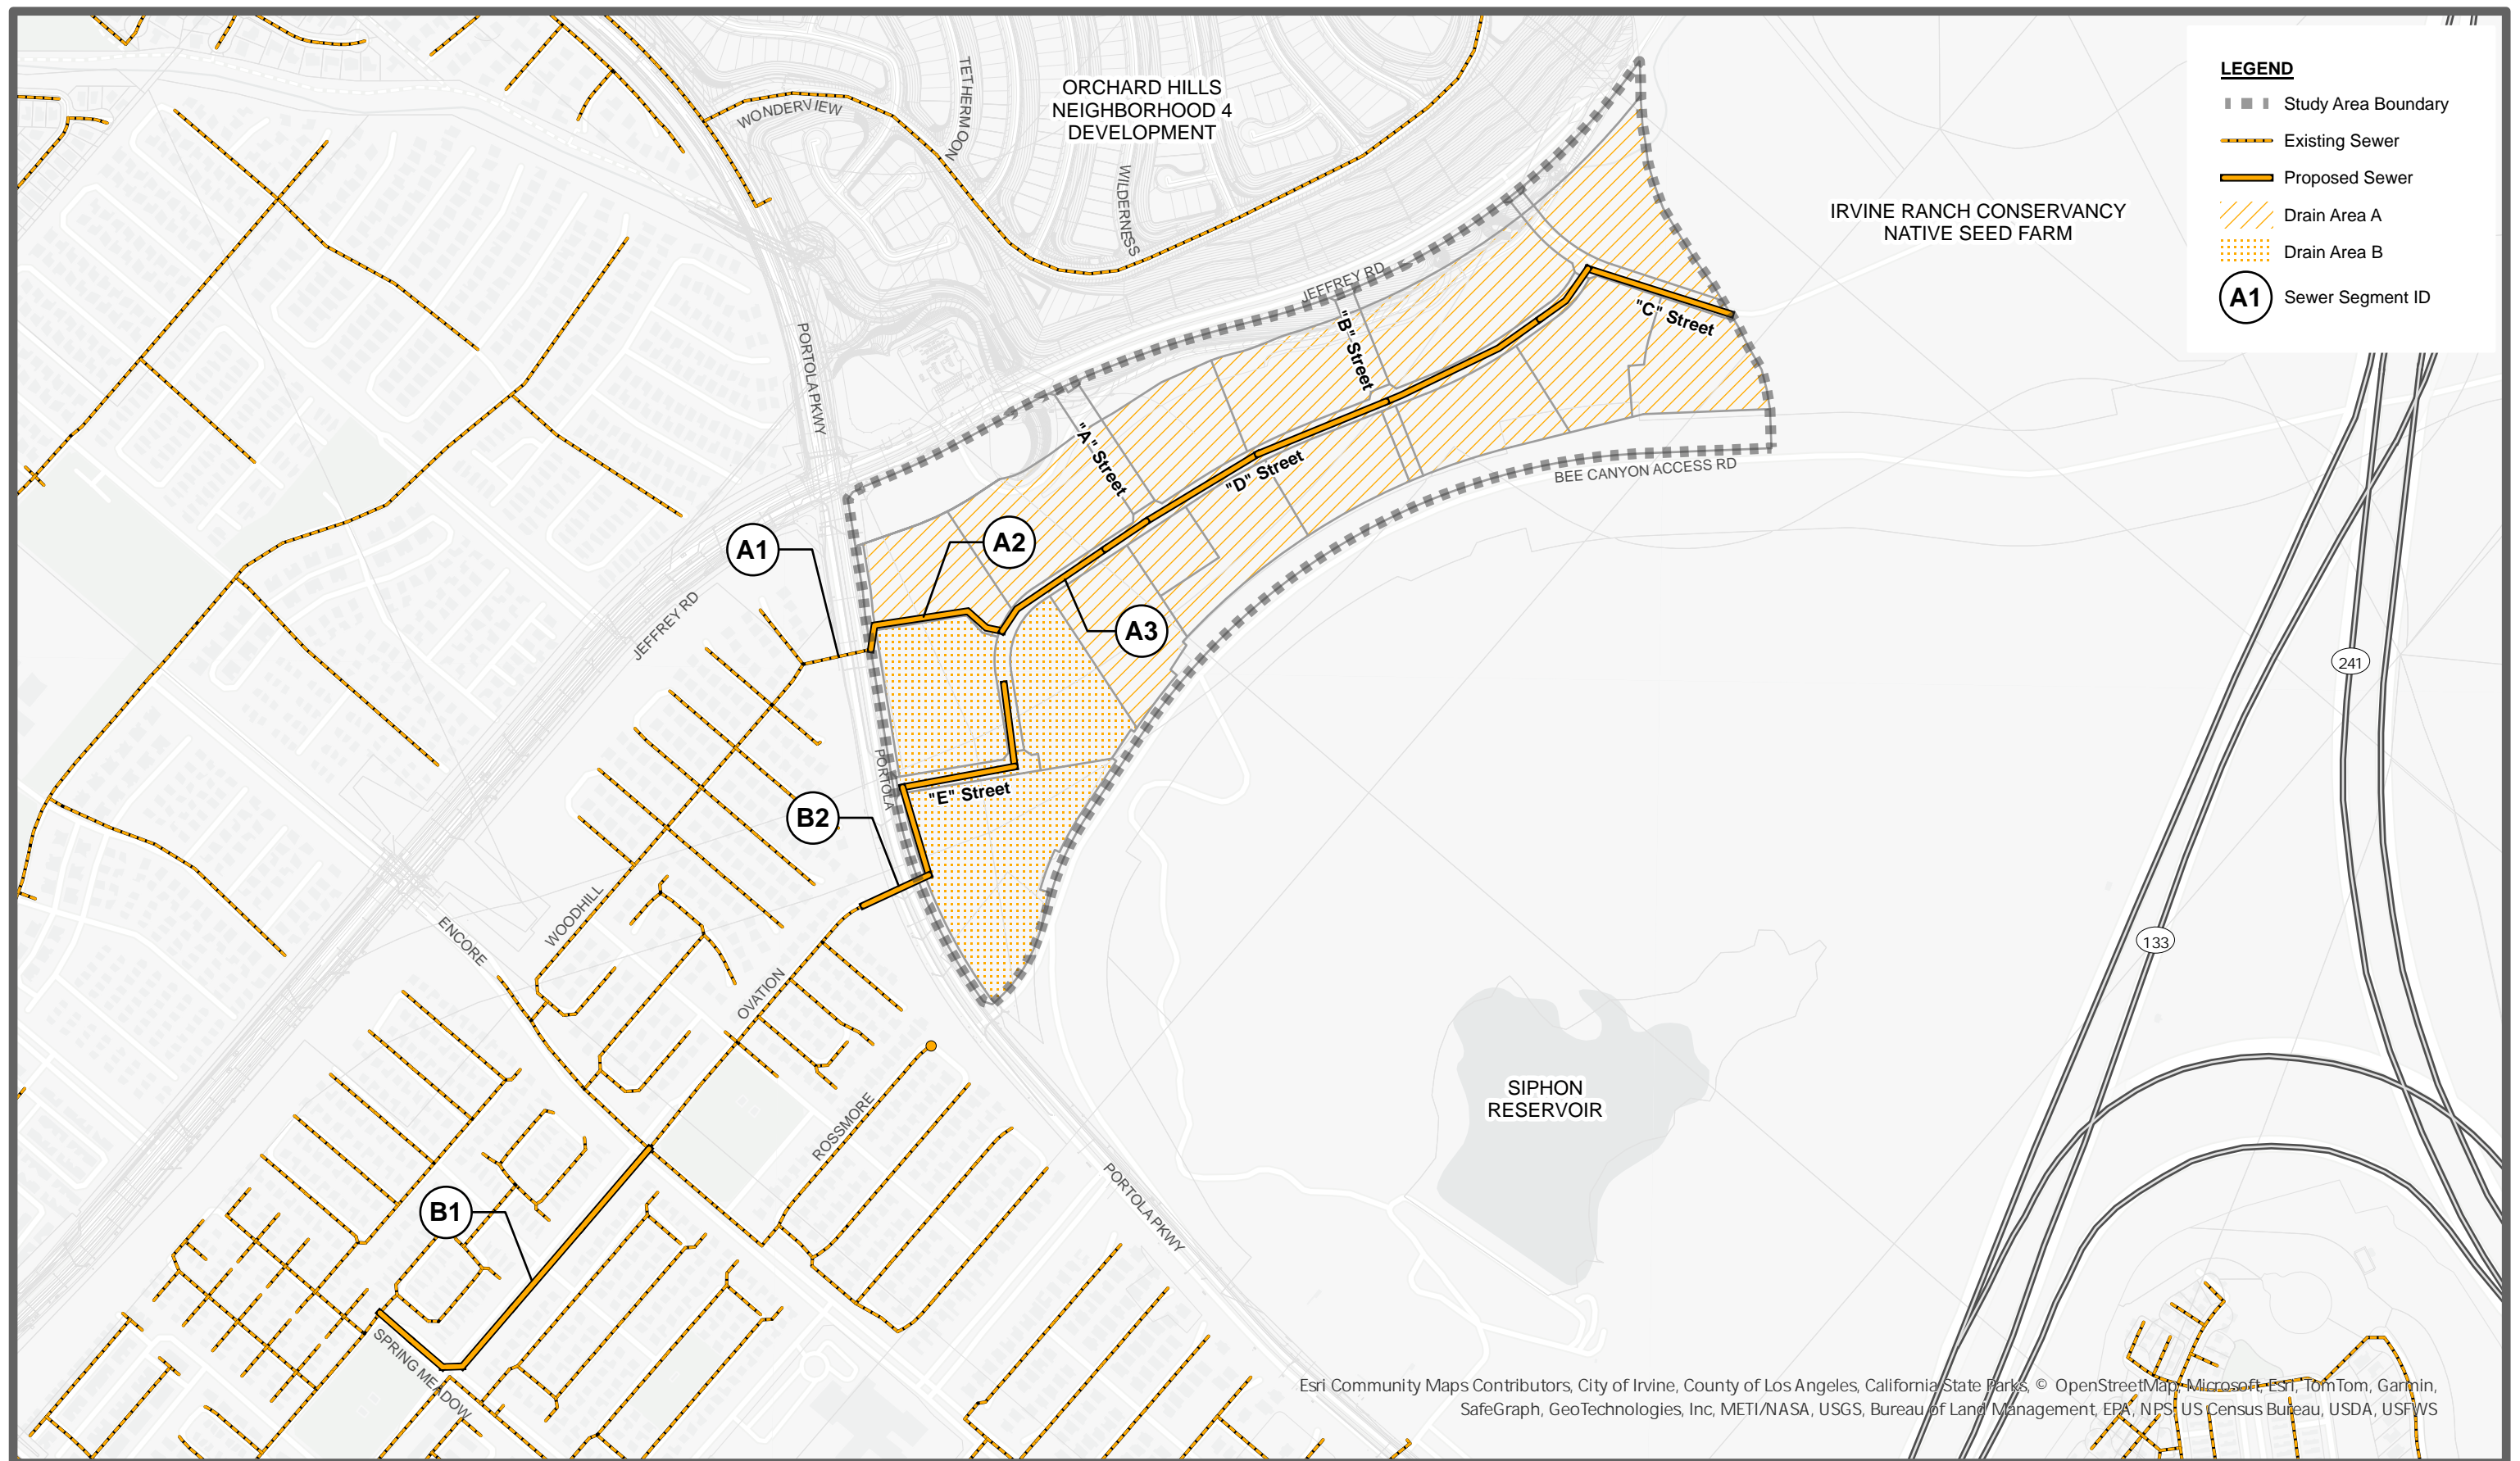 LEGEND
Study Area Boundary
Existing Sewer
Proposed Sewer
Drain Area A
Drain Area B
A1 Sewer Segment ID
ORCHARD HILLS
NEIGHBORHOOD 4
DEVELOPMENT
IRVINE RANCH CONSERVANCY
NATIVE SEED FARM
WONDERVIEW
TETHERMOON
WILDERNESS
JEFFREY RD
PORTOLA PKWY
"B" Street
"C" Street
"A" Street
"D" Street
BEE CANYON ACCESS RD
A1
A2
A3
JEFFREY RD
241
PORTOLA
"E" Street
B2
WOODHILL
ENCORE
133
OVATION
SIPHON
RESERVOIR
ROSSMORE
PORTOLA PKWY
B1
SPRING MEADOW
Esri Community Maps Contributors, City of Irvine, County of Los Angeles, California State Parks, © OpenStreetMap, Microsoft, Esri, TomTom, Garmin,
SafeGraph, GeoTechnologies, Inc, METI/NASA, USGS, Bureau of Land Management, EPA, NPS, US Census Bureau, USDA, USFWS